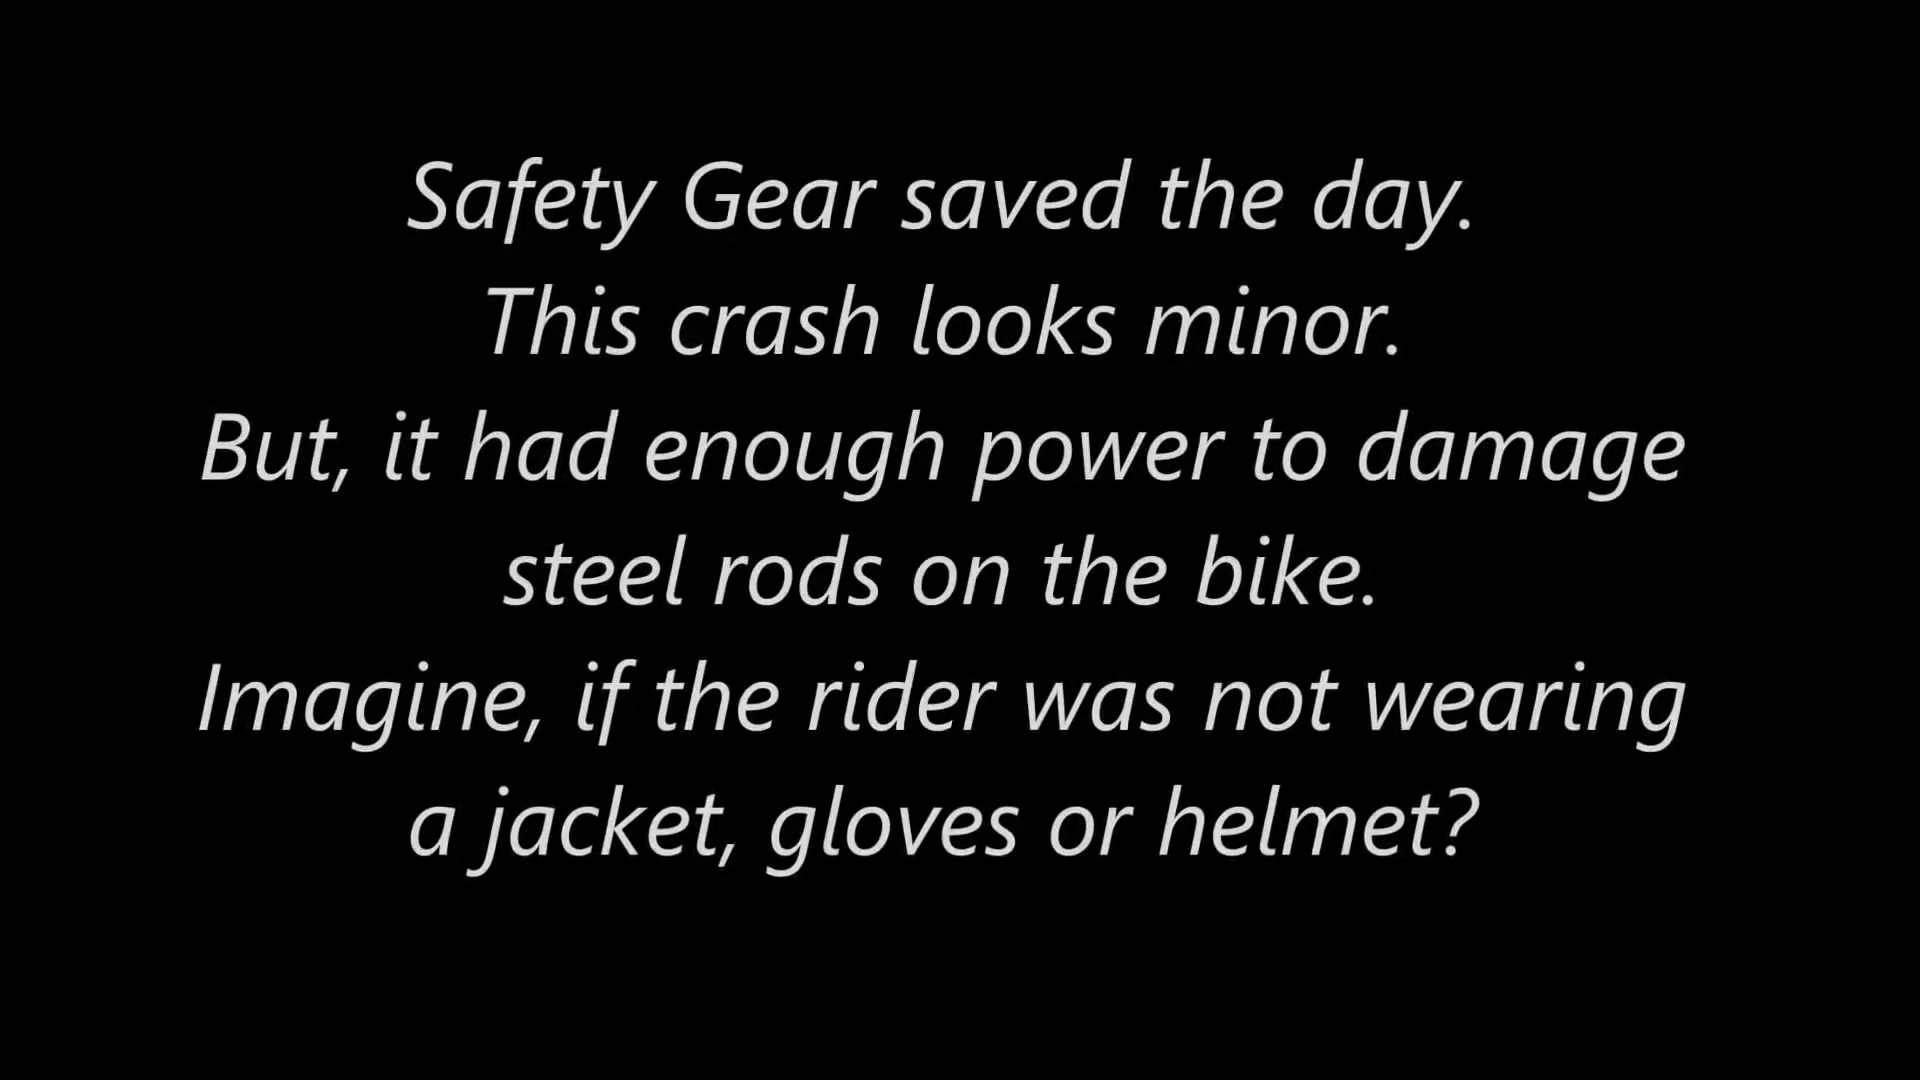 Safety Gear saved the day.
This crash looks minor.
But, it had enough power to damage
steel rods on the bike.
Imagine, if the rider was not wearing
a jacket, gloves or helmet?